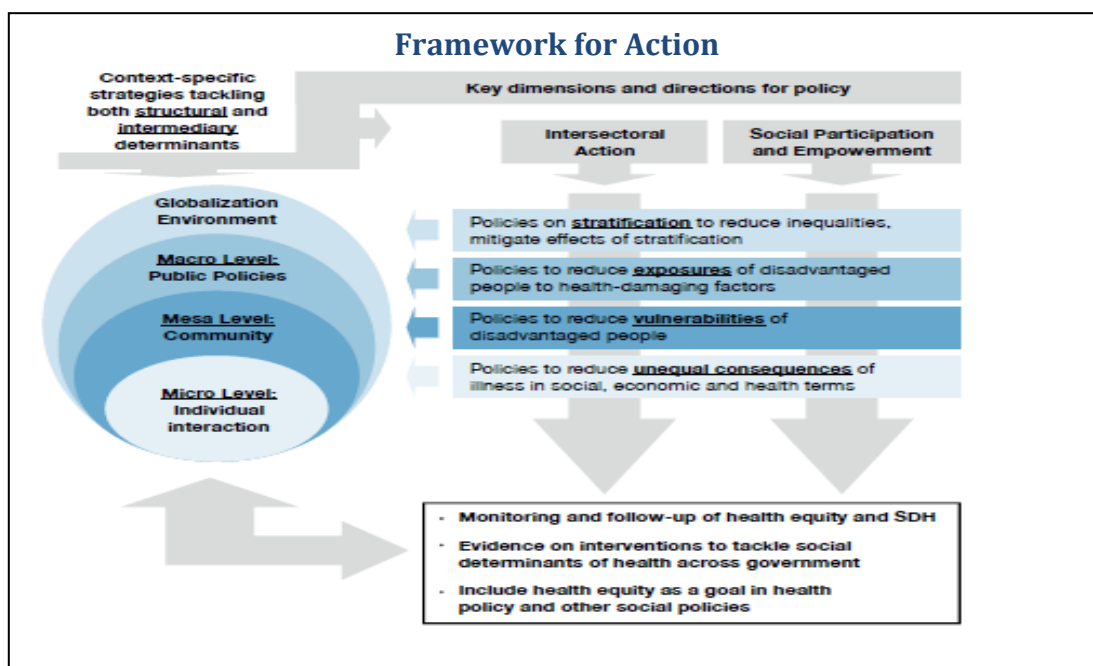 Framework for Action
Context-specific
strategies tackling
both structural and
intermediary
determinants
Key dimensions and directions for policy
Intersectoral
Action
Social Participation
and Empowerment
Globalization
Environment
Macro Level:
Public Policies
Mesa Level:
Community
Micro Level:
Individual
interaction
Policies on stratification to reduce inequalities,
mitigate effects of stratification
Policies to reduce exposures of disadvantaged
people to health-damaging factors
Policies to reduce vulnerabilities of
disadvantaged people
Policies to reduce unequal consequences of
illness in social, economic and health terms
· Monitoring and follow-up of health equity and SDH
· Evidence on interventions to tackle social
determinants of health across government
· Include health equity as a goal in health
policy and other social policies